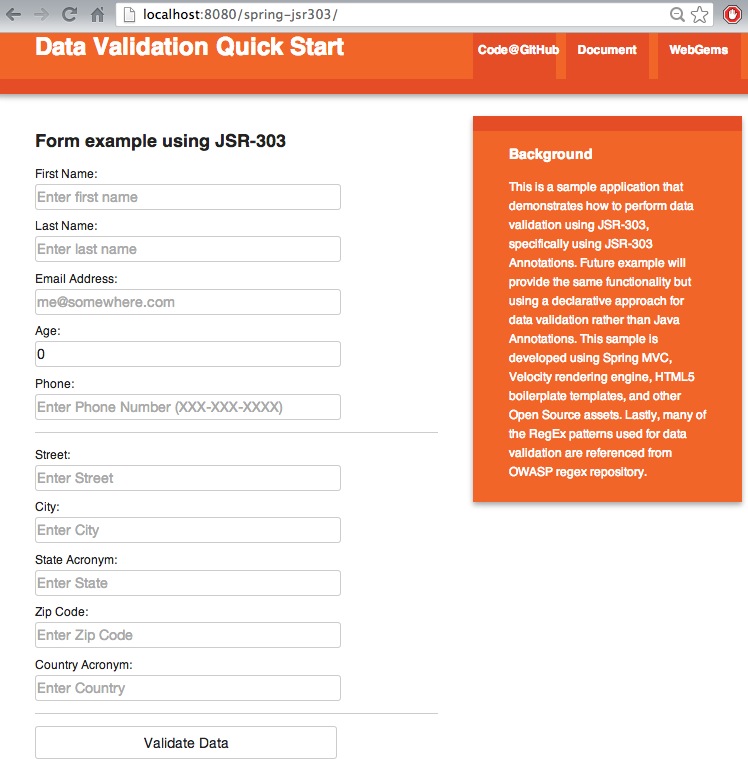 localhost:8080/spring-jsr303/
Data Validation Quick Start
Code@GitHub
Document
WebGems
Form example using JSR-303
First Name:
Enter first name
Last Name:
Enter last name
Email Address:
me@somewhere.com
Age:
0
Phone:
Enter Phone Number (XXX-XXX-XXXX)
Street:
Enter Street
City:
Enter City
State Acronym:
Enter State
Zip Code:
Enter Zip Code
Country Acronym:
Enter Country
Validate Data
Background
This is a sample application that
demonstrates how to perform data
validation using JSR-303,
specifically using JSR-303
Annotations. Future example will
provide the same functionality but
using a declarative approach for
data validation rather than Java
Annotations. This sample is
developed using Spring MVC,
Velocity rendering engine, HTML5
boilerplate templates, and other
Open Source assets. Lastly, many of
the RegEx patterns used for data
validation are referenced from
OWASP regex repository.